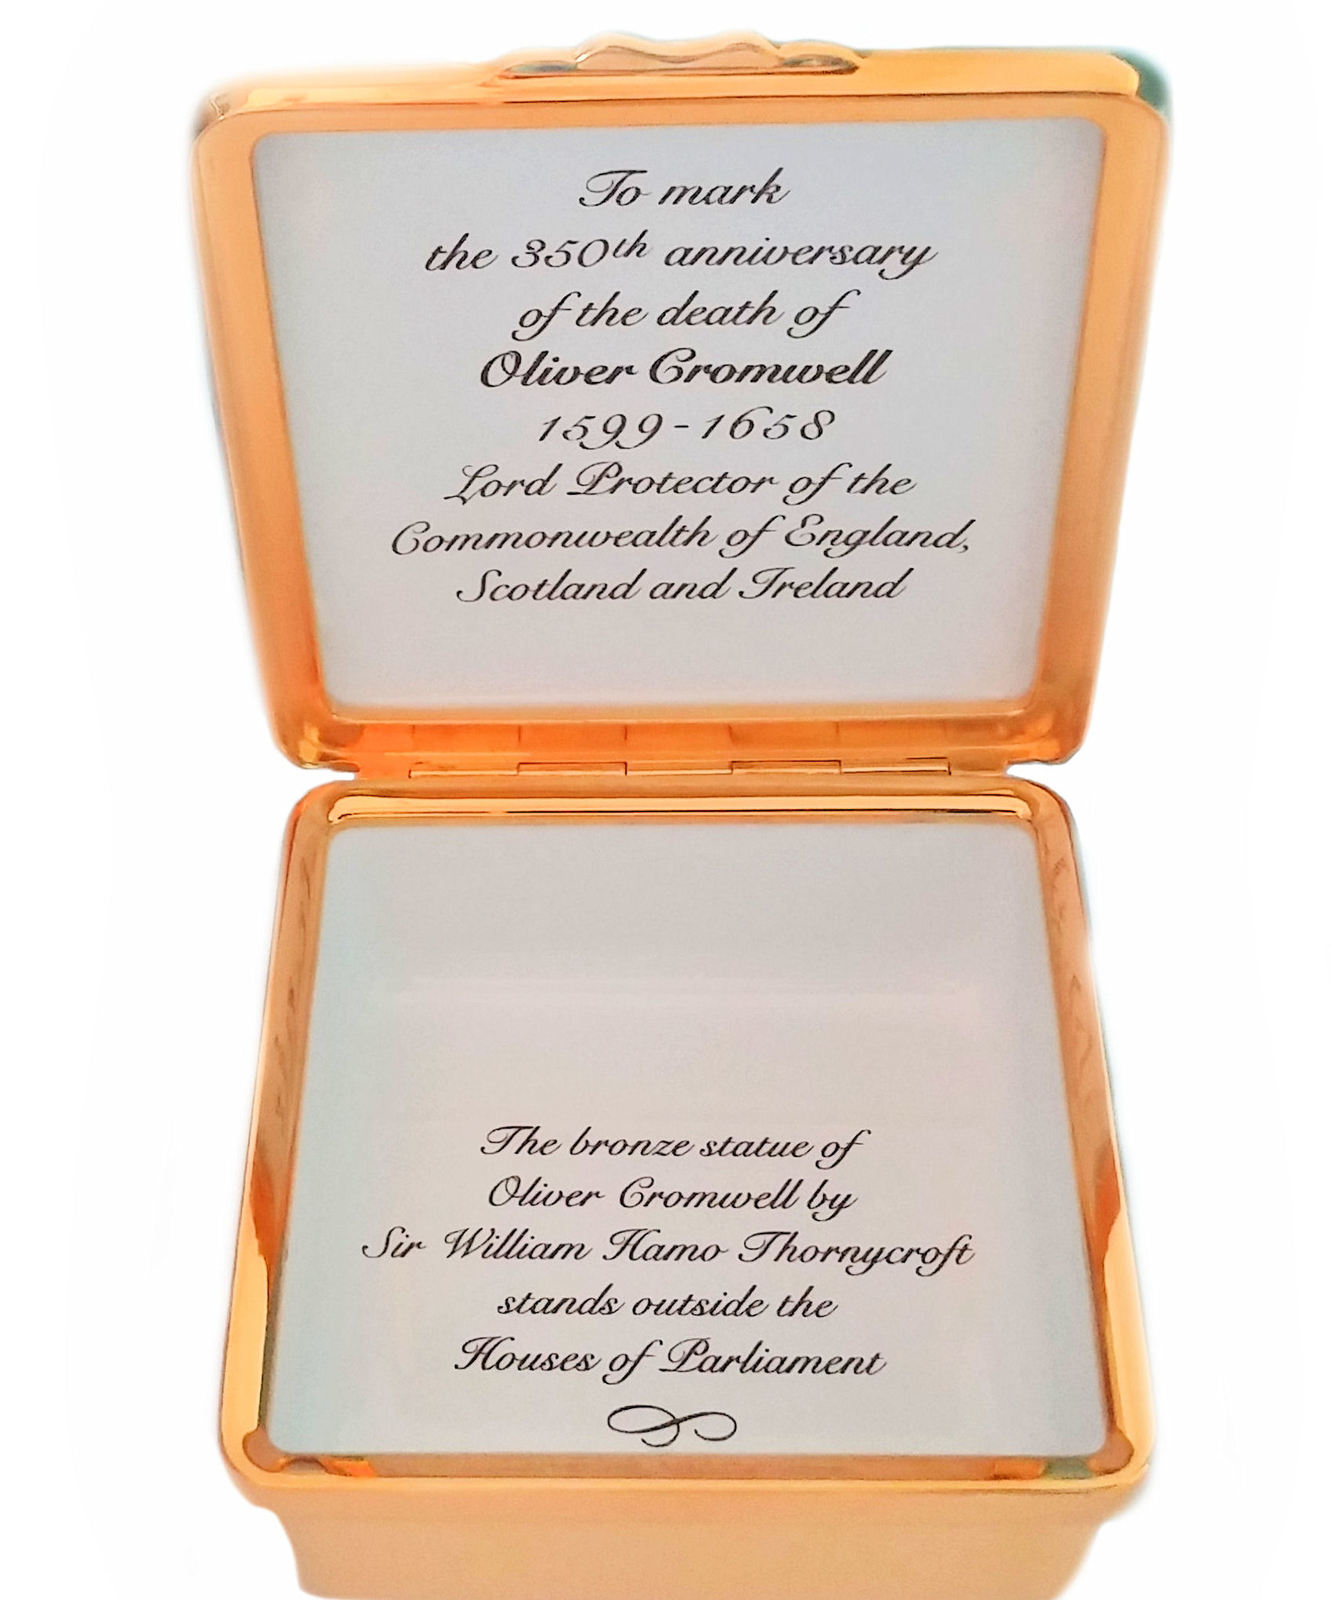 To mark
the 350th anniversary
of the death of
Oliver Cromwell
1599-1658
Lord Protector of the
Commonwealth of England,
Scotland and Ireland
The bronze statue of
Oliver Cromwell by
Sir William Hamo Thornycroft
stands outside the
Houses of Parliament